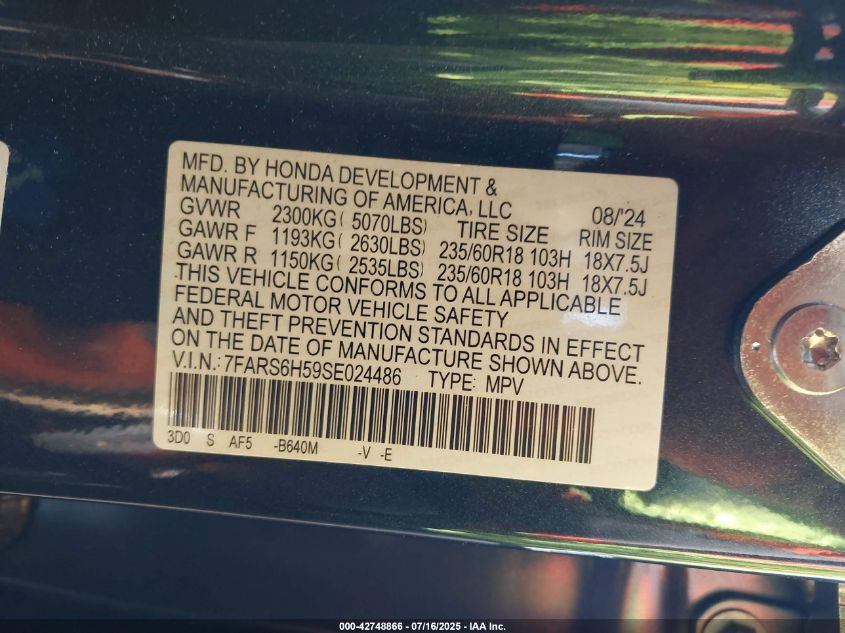 MFD. BY HONDA DEVELOPMENT &
MANUFACTURING OF AMERICA, LLC 08/'24
GVWR 2300KG( 5070LBS) TIRE SIZE RIM SIZE
GAWR F 1193KG( 2630LBS) 235/60R18 103H 18X7.5J
GAWR R 1150KG( 2535LBS) 235/60R18 103H 18X7.5J
THIS VEHICLE CONFORMS TO ALL APPLICABLE
FEDERAL MOTOR VEHICLE SAFETY
AND THEFT PREVENTION STANDARDS IN EFFECT
ON THE DATE OF MANUFACTURE SHOWN ABOVE.
V.I.N.: 7FARS6H59SE024486 TYPE: MPV
3D0 S AF5 -B640M -V -E
000-42748866 - 07/16/2025 - IAA Inc.